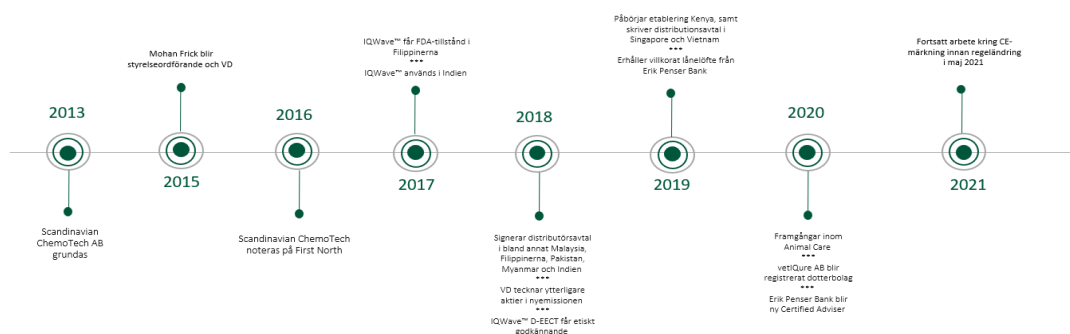 2013
Scandinavian
ChemoTech AB
grundas
Mohan Frick blir
styrelseordförande och VD
2015
2016
Scandinavian ChemoTech
noteras på First North
IQWave™ får FDA-tillstånd i
Filippinerna
***
IQWave™ används i Indien
2017
2018
Signerar distributörsavtal
i bland annat Malaysia,
Filippinerna, Pakistan,
Myanmar och Indien
***
VD tecknar ytterligare
aktier i nyemissionen
***
IQWave™ D-EECT får etiskt
godkännande
Påbörjar etablering Kenya, samt
skriver distributionsavtal i
Singapore och Vietnam
***
Erhåller villkorat lånelöfte från
Erik Penser Bank
2019
2020
Framgångar inom
Animal Care
***
vetIQure AB blir
registrerat dotterbolag
***
Erik Penser Bank blir
ny Certified Adviser
Fortsatt arbete kring CE-
märkning innan regeländring
i maj 2021
2021